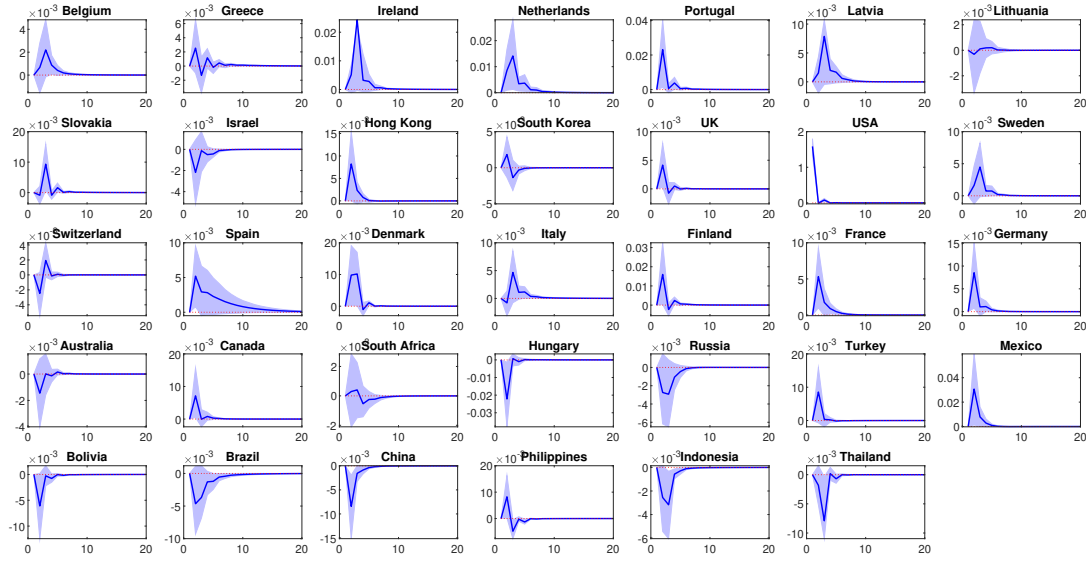 Belgium Greece Ireland Netherlands Portugal Latvia Lithuania
×10⁻³ ×10⁻³ ×10⁻³ ×10⁻³
4 2 0
6 4 2 0 -2
0.02 0.01 0
0.02 0.01 0
0.04 0.02 0
10 5 0
2 0 -2
0 10 20 0 10 20 0 10 20 0 10 20 0 10 20 0 10 20 0 10 20
Slovakia Israel Hong Kong South Korea UK USA Sweden
×10⁻³ ×10⁻³ ×10⁻³ ×10⁻³ ×10⁻³ ×10⁻³
20 10 0
0 -2 -4
15 10 5 0
5 0 -5
10 5 0
2 1 0
10 5 0
0 10 20 0 10 20 0 10 20 0 10 20 0 10 20 0 10 20 0 10 20
Switzerland Spain Denmark Italy Finland France Germany
×10⁻³ ×10⁻³ ×10⁻³ ×10⁻³ ×10⁻³ ×10⁻³
4 2 0 -2 -4
10 5 0
20 10 0
10 5 0
0.03 0.02 0.01 0
10 5 0
15 10 5 0
0 10 20 0 10 20 0 10 20 0 10 20 0 10 20 0 10 20 0 10 20
Australia Canada South Africa Hungary Russia Turkey Mexico
×10⁻³ ×10⁻³ ×10⁻³ ×10⁻³ ×10⁻³
0 -2 -4
20 10 0
2 0 -2 -4
0 -0.01 -0.02 -0.03
0 -2 -4 -6
20 10 0
0.04 0.02 0
0 10 20 0 10 20 0 10 20 0 10 20 0 10 20 0 10 20 0 10 20
Bolivia Brazil China Philippines Indonesia Thailand
×10⁻³ ×10⁻³ ×10⁻³ ×10⁻³ ×10⁻³ ×10⁻³
0 -5 -10
0 -5 -10
0 -5 -10 -15
20 10 0
0 -2 -4 -6
0 -5 -10
0 10 20 0 10 20 0 10 20 0 10 20 0 10 20 0 10 20